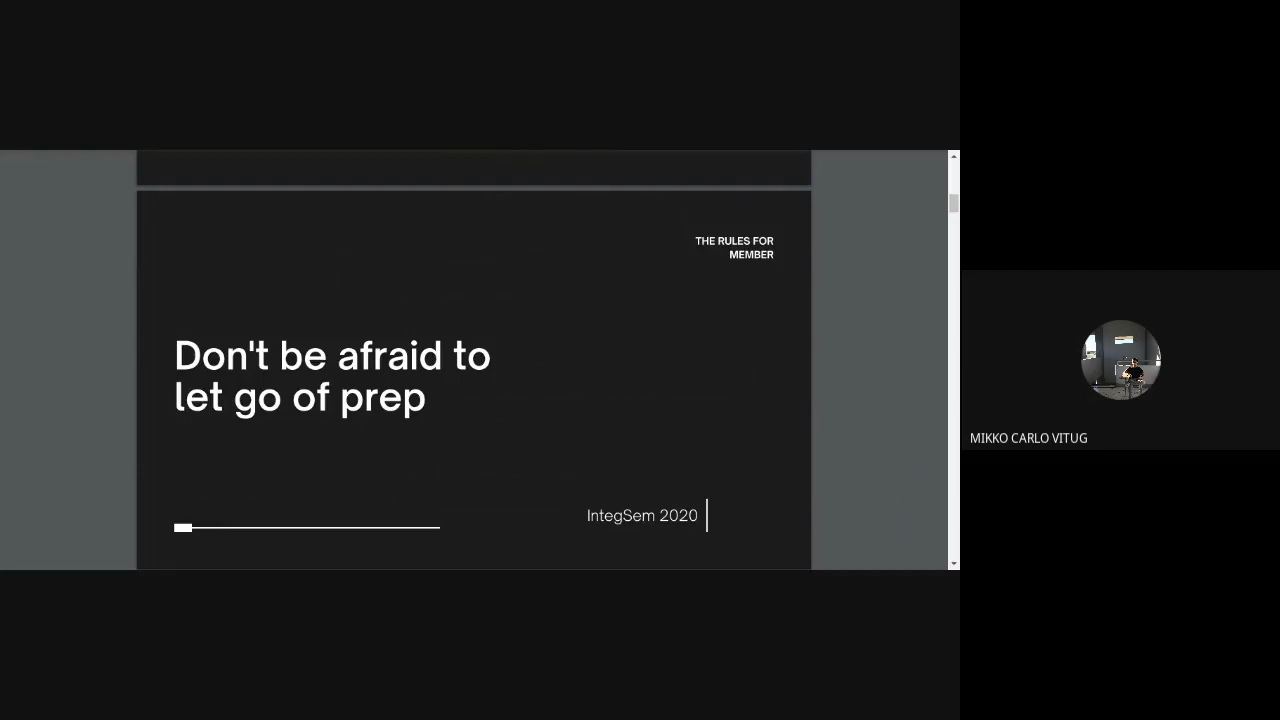 THE RULES FOR
MEMBER
Don't be afraid to
let go of prep
IntegSem 2020
MIKKO CARLO VITUG